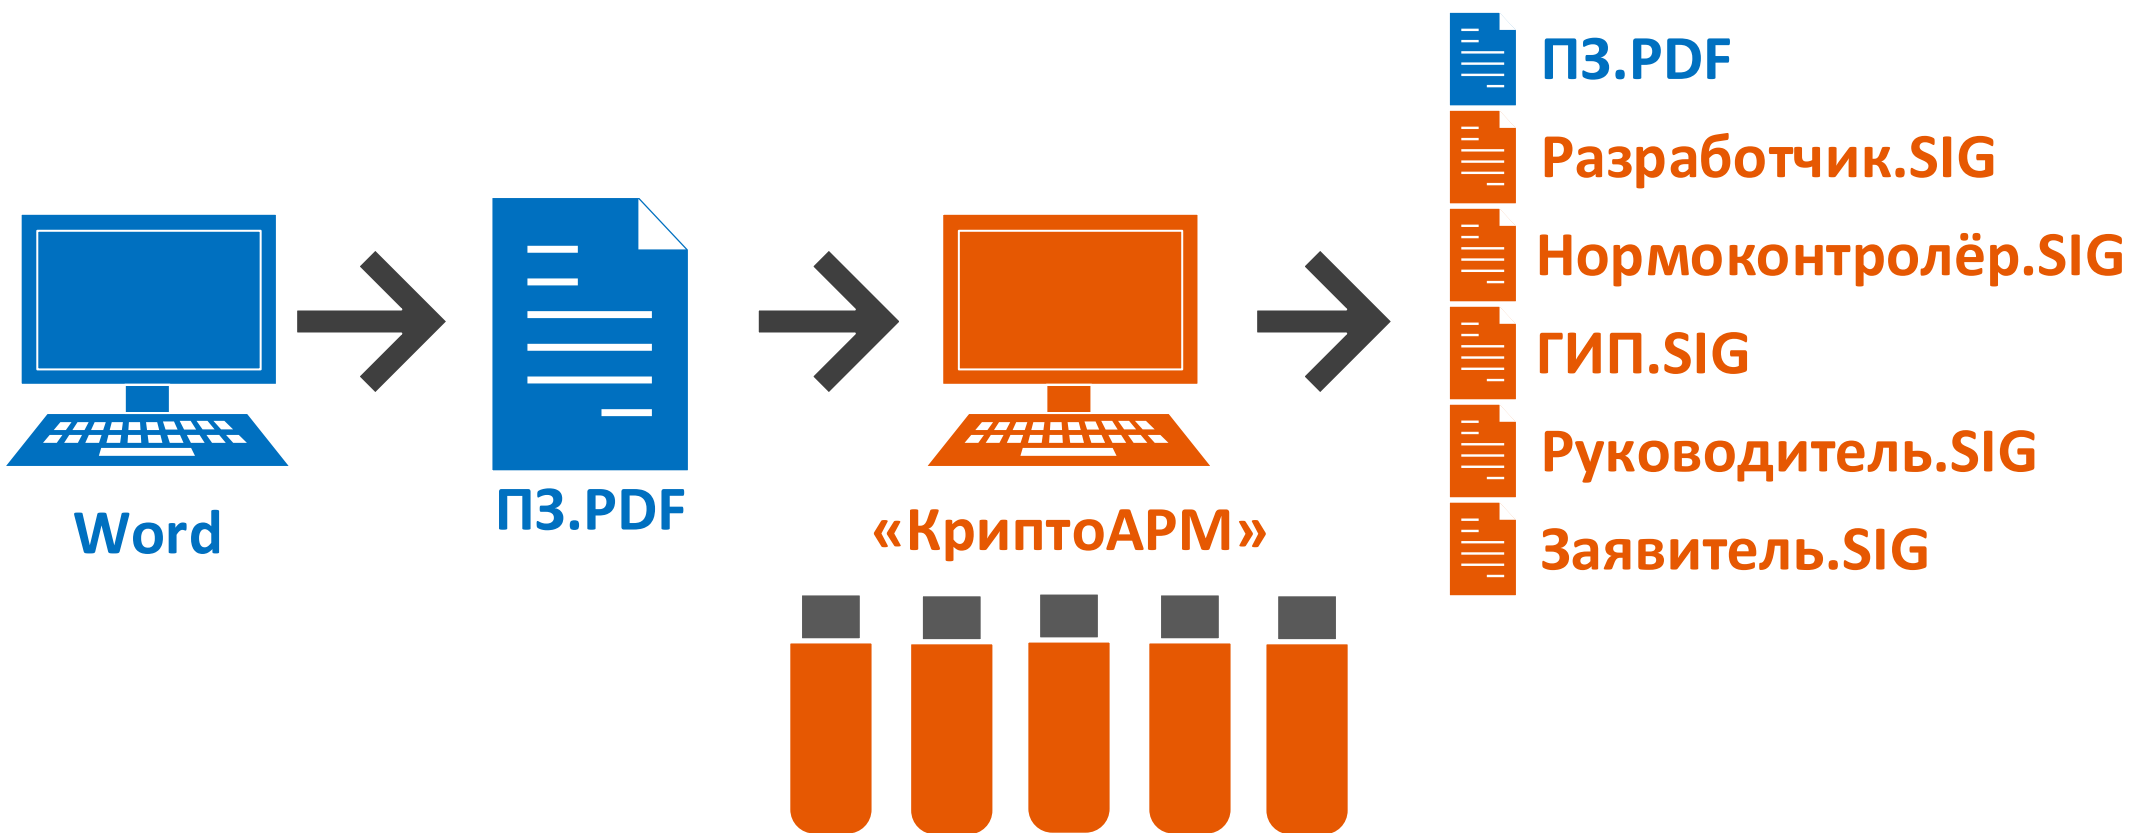 Word
ПЗ.PDF
«КриптоАРМ»
ПЗ.PDF
Разработчик.SIG
Нормоконтролёр.SIG
ГИП.SIG
Руководитель.SIG
Заявитель.SIG